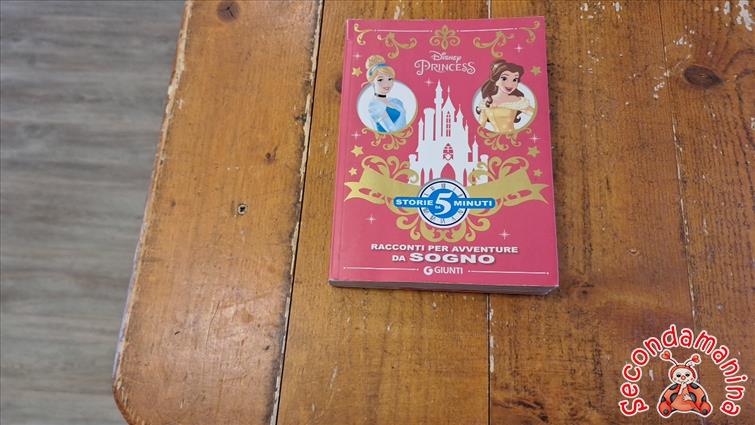 Disney
PRINCESS
STORIE DA 5 MINUTI
RACCONTI PER AVVENTURE
DA SOGNO
G GIUNTI
Secondamanina